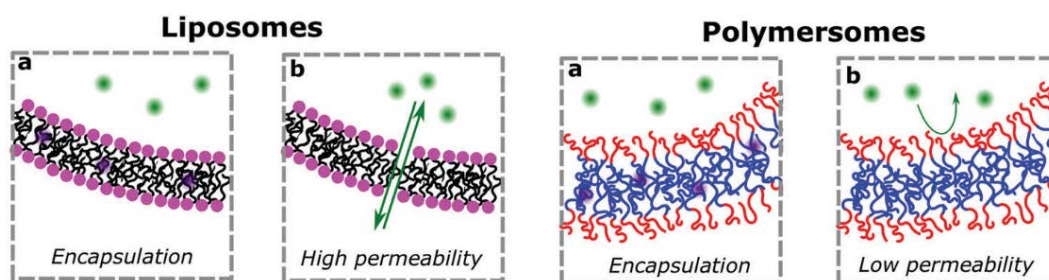 Liposomes
a
Encapsulation
b
High permeability
Polymersomes
a
Encapsulation
b
Low permeability